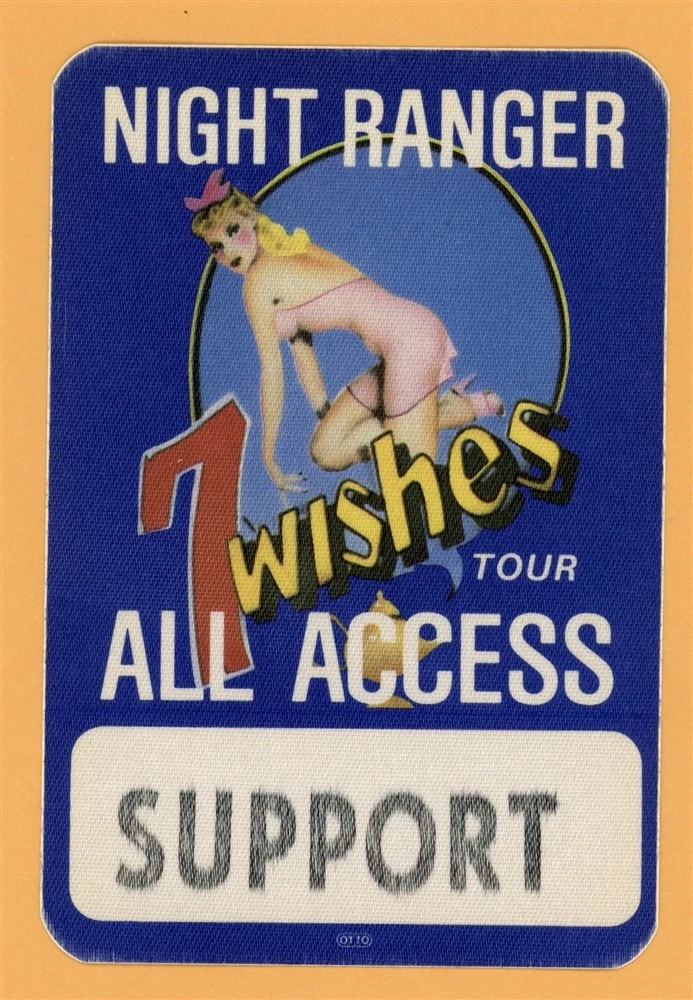 NIGHT RANGER
7 wishes
TOUR
ALL ACCESS
SUPPORT
OTTO